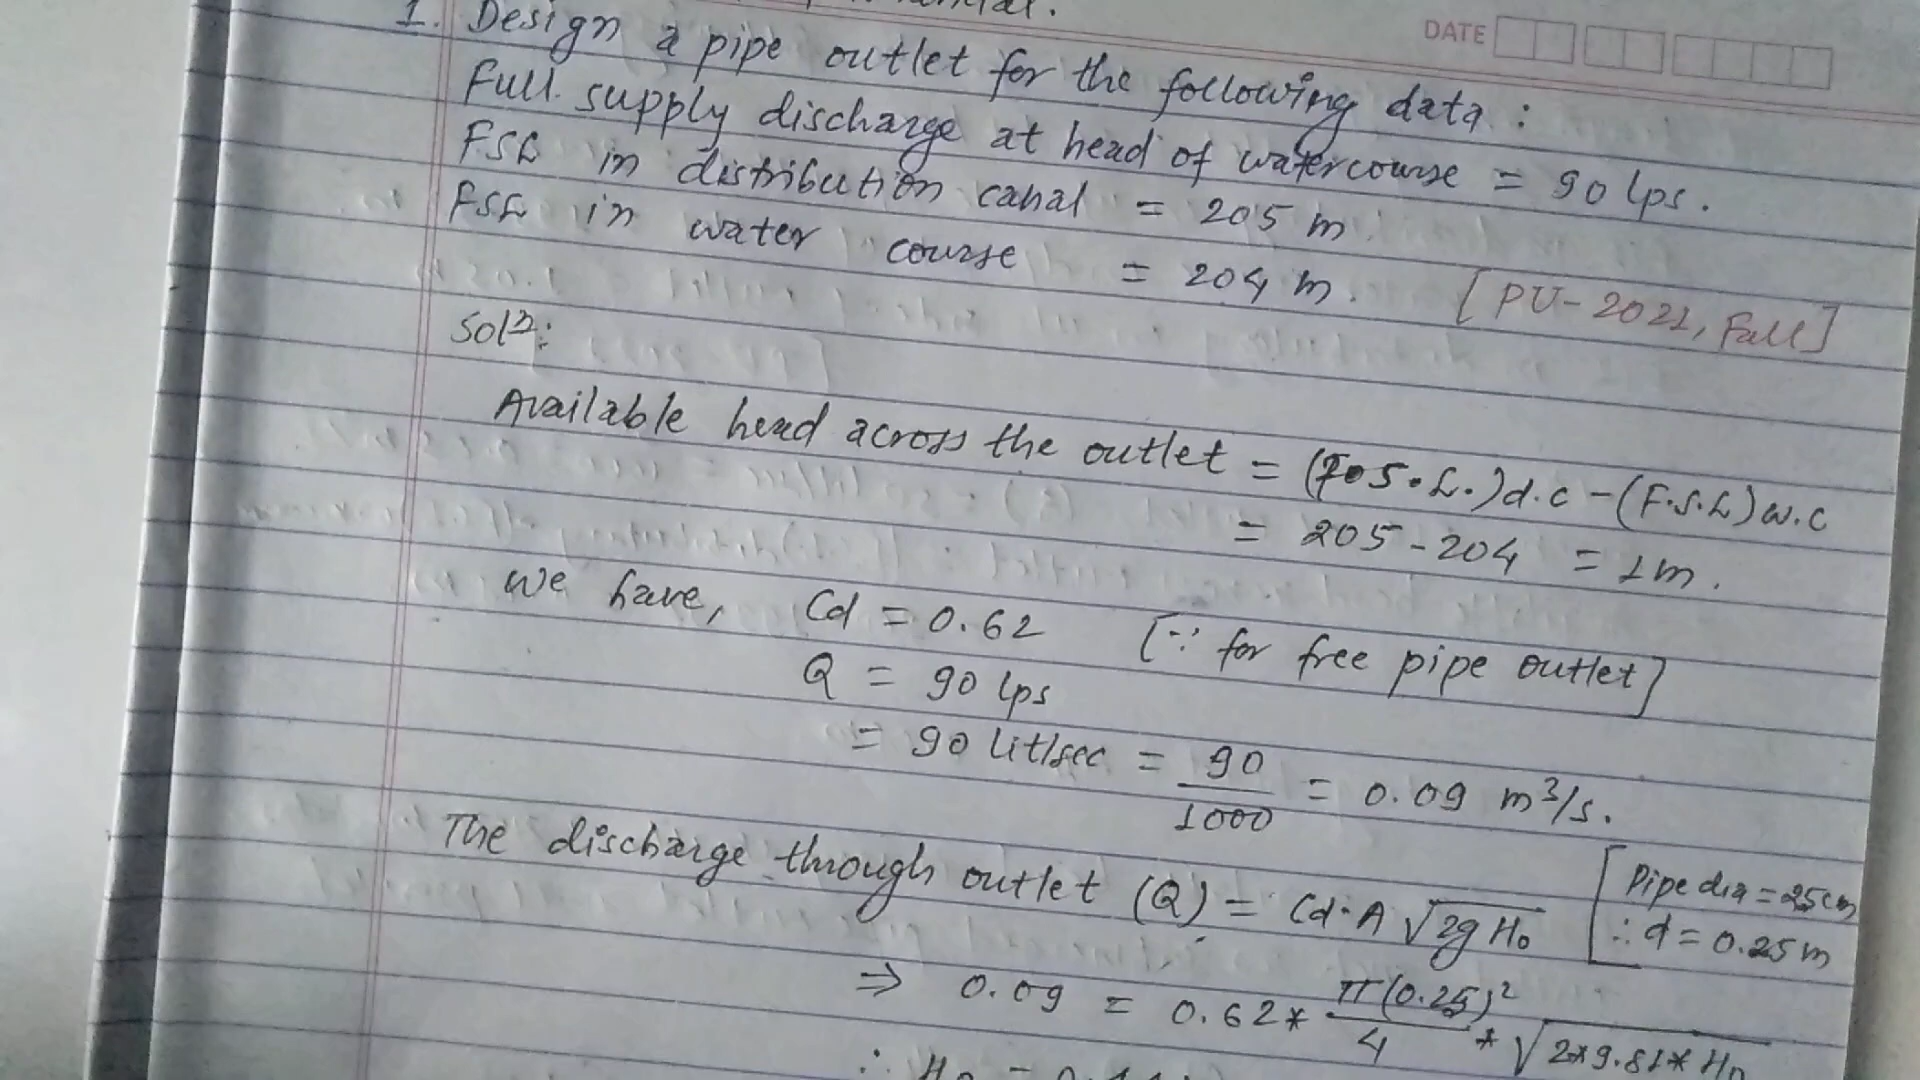 DATE
1. Design a pipe outlet for the following data :
Full supply discharge at head of watercourse = 90 lps.
FSL in distribution canal = 205 m
FSL in water course = 204 m. [PU-2021, Fall]
Solⁿ:
Available head across the outlet = (F.S.L.)d.c - (F.S.L)w.c
= 205 - 204 = 1m.
We have, Cd = 0.62 [∵ for free pipe outlet]
Q = 90 lps
= 90 lit/sec = 90/1000 = 0.09 m³/s.
The discharge through outlet (Q) = Cd·A √2g H₀ [Pipe dia = 25cm
∴ d = 0.25 m
⇒ 0.09 = 0.62 * π(0.25)²/4 * √2*9.81* H₀